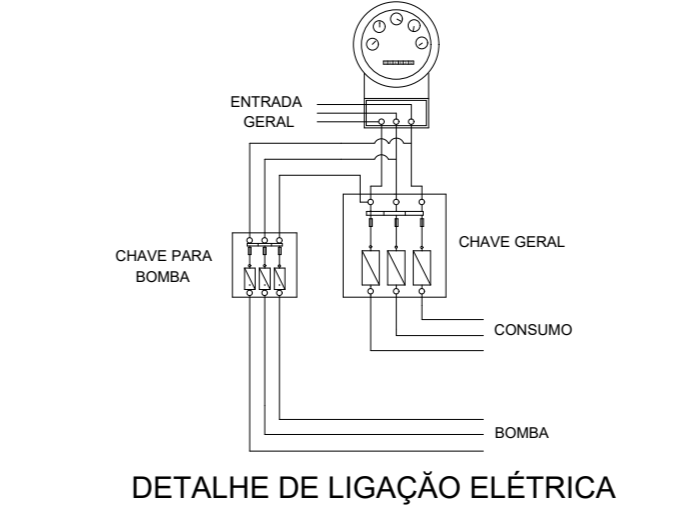 ENTRADA
GERAL
CHAVE PARA
BOMBA
CHAVE GERAL
CONSUMO
BOMBA
DETALHE DE LIGAÇÃO ELÉTRICA